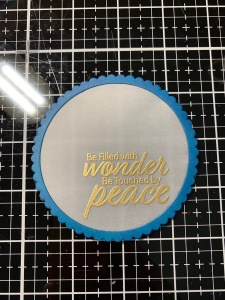 Be Filled with
wonder
Be Touched by
peace